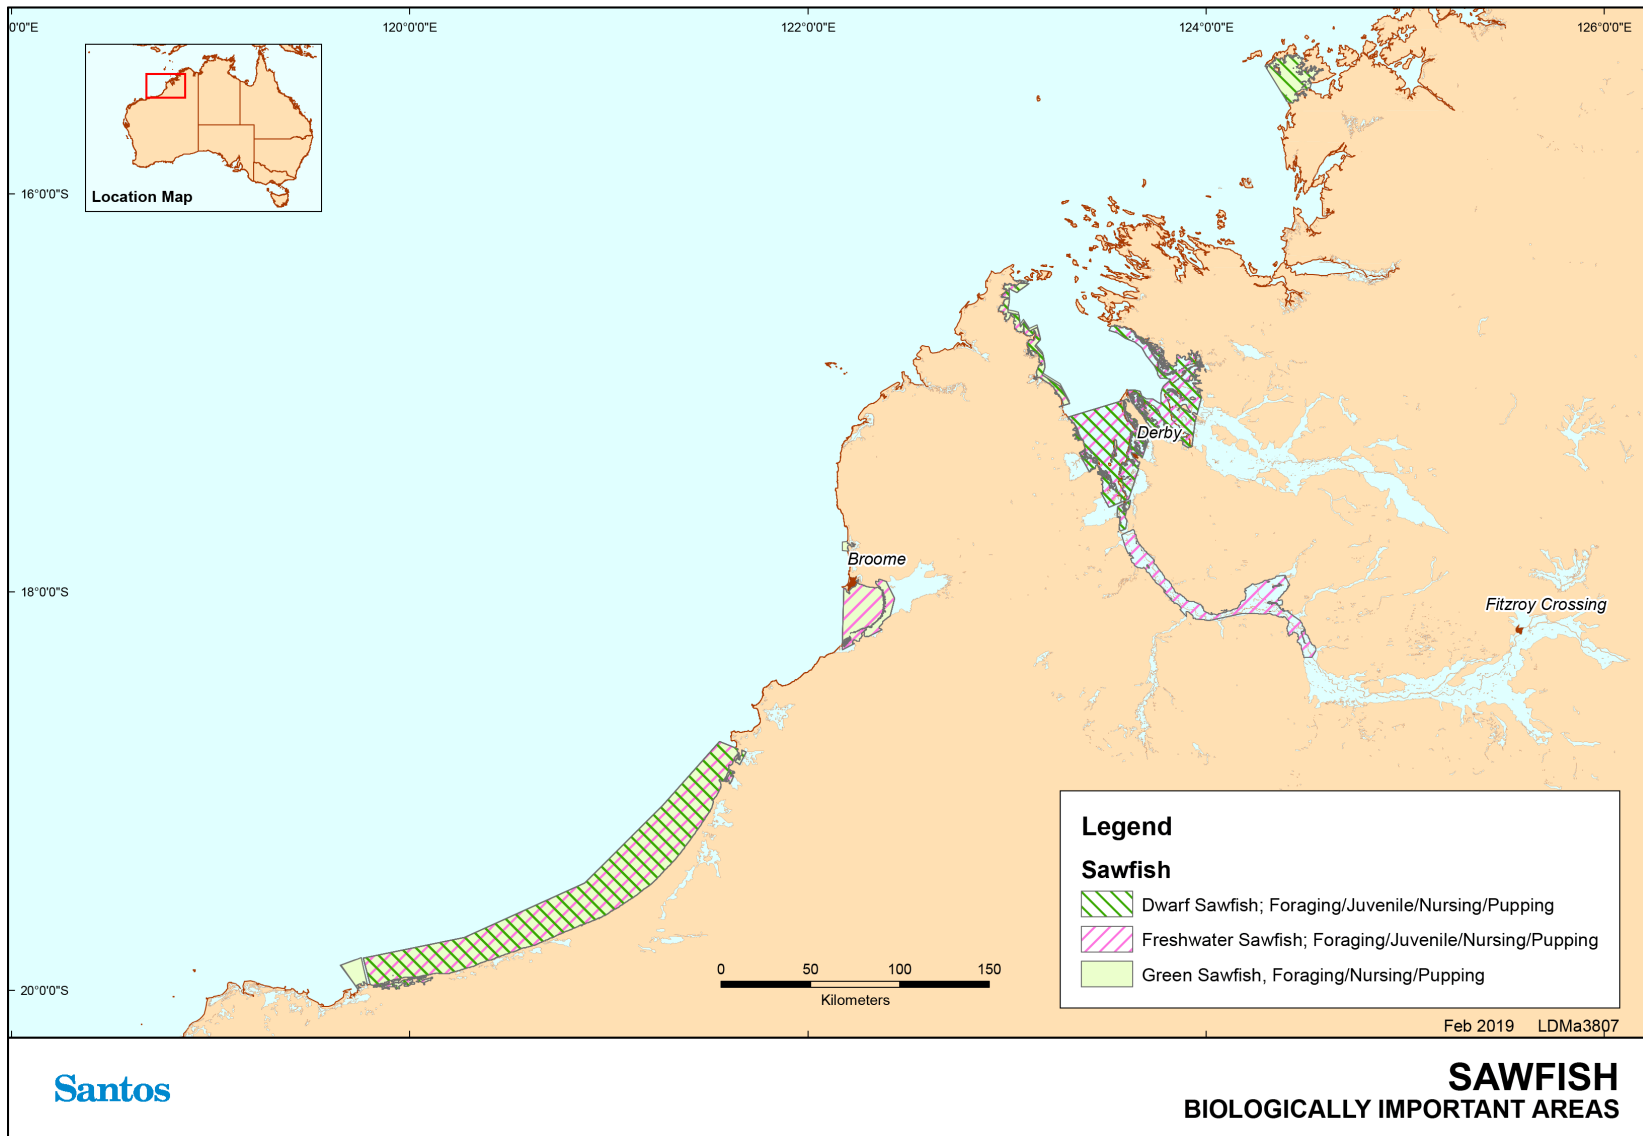 0'0"E
120°0'0"E
122°0'0"E
124°0'0"E
126°0'0"E
Location Map
16°0'0"S
Derby
Broome
18°0'0"S
Fitzroy Crossing
Legend
Sawfish
Dwarf Sawfish; Foraging/Juvenile/Nursing/Pupping
Freshwater Sawfish; Foraging/Juvenile/Nursing/Pupping
Green Sawfish, Foraging/Nursing/Pupping
0 50 100 150
Kilometers
20°0'0"S
Feb 2019 LDMa3807
Santos
SAWFISH
BIOLOGICALLY IMPORTANT AREAS